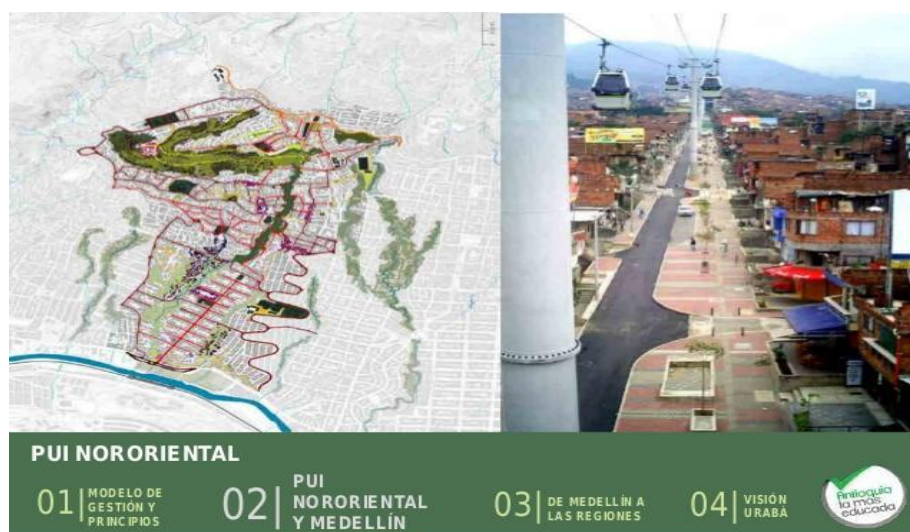 PUI NORORIENTAL
01
MODELO DE
GESTIÓN Y
PRINCIPIOS
02
PUI
NORORIENTAL
Y MEDELLÍN
03
DE MEDELLÍN A
LAS REGIONES
04
VISIÓN
URABÁ
Antioquia
la más
educada